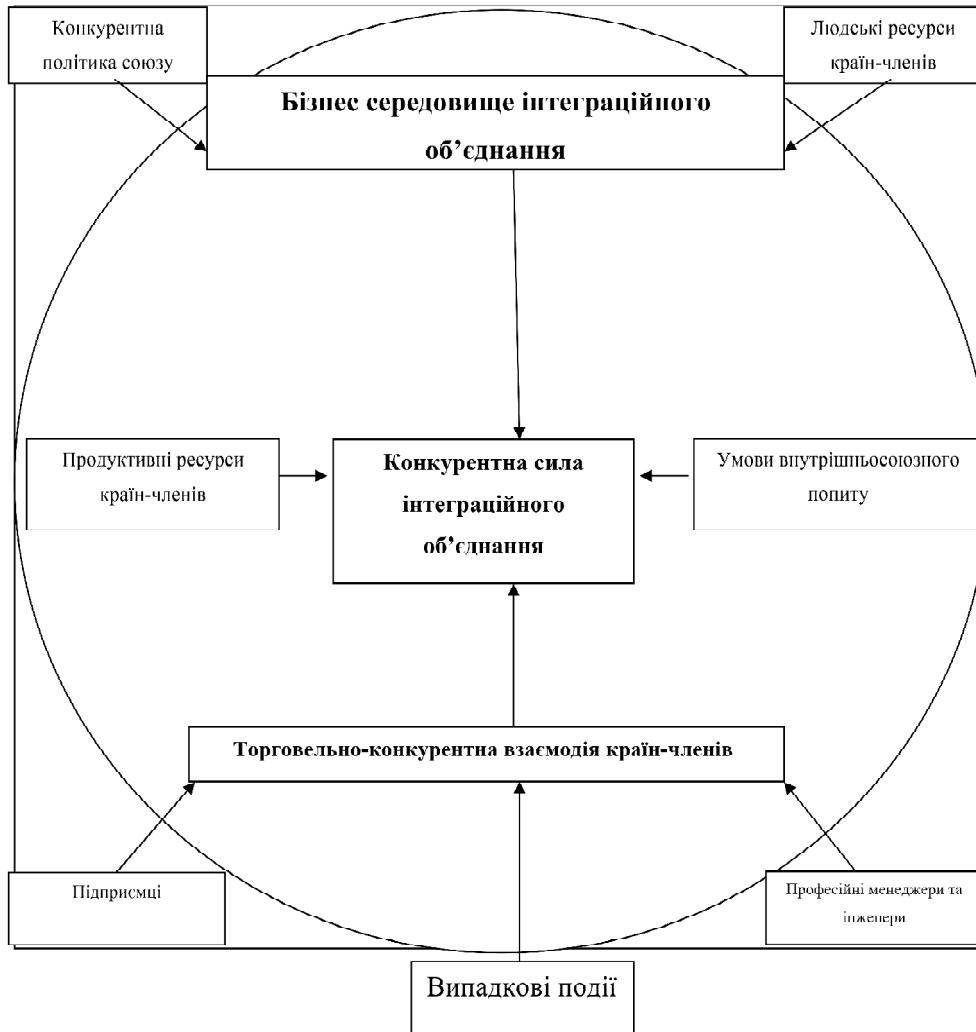 Конкурентна
політика союзу
Людські ресурси
країн-членів
Бізнес середовище інтеграційного
об’єднання
Продуктивні ресурси
країн-членів
Конкурентна сила
інтеграційного
об’єднання
Умови внутрішньосоюзного
попиту
Торговельно-конкурентна взаємодія країн-членів
Підприємці
Професійні менеджери та
інженери
Випадкові події